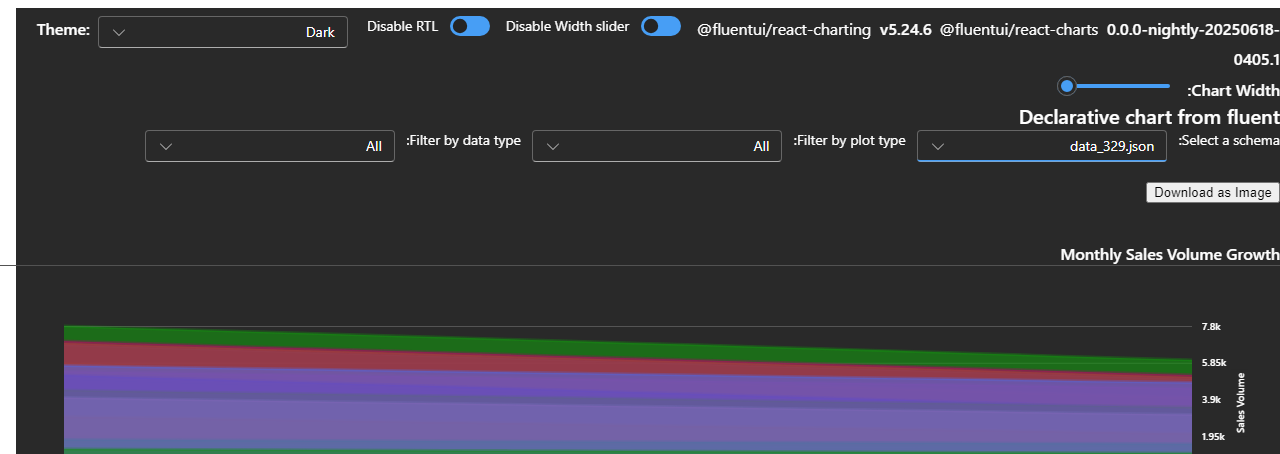 Theme: Dark Disable RTL Disable Width slider @fluentui/react-charting v5.24.6 @fluentui/react-charts 0.0.0-nightly-20250618-
0405.1
:Chart Width
Declarative chart from fluent
All :Filter by data type All :Filter by plot type data_329.json :Select a schema
Download as Image
Monthly Sales Volume Growth
7.8k
5.85k
3.9k
1.95k
Sales Volume